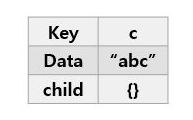 Key c
Data “abc”
child {}